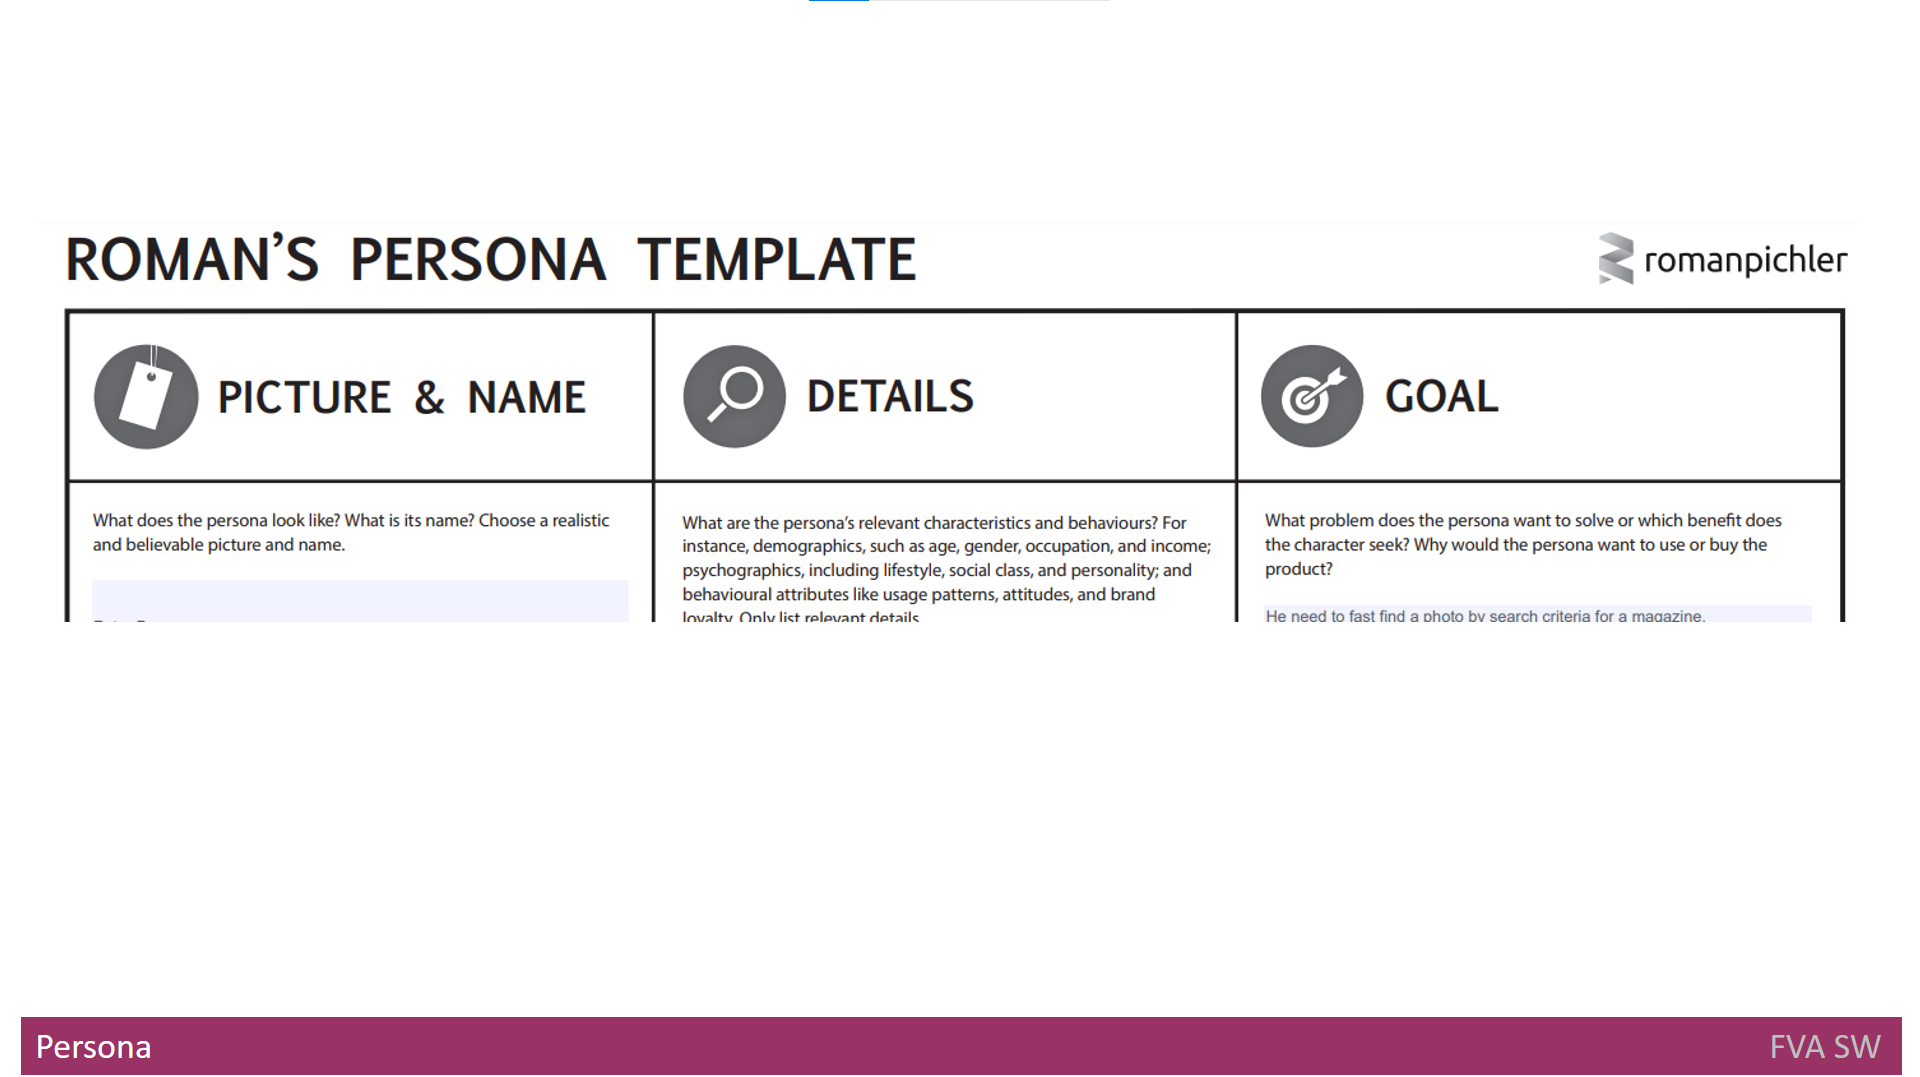 ROMAN’S PERSONA TEMPLATE
romanpichler
PICTURE & NAME
DETAILS
GOAL
What does the persona look like? What is its name? Choose a realistic
and believable picture and name.
What are the persona’s relevant characteristics and behaviours? For
instance, demographics, such as age, gender, occupation, and income;
psychographics, including lifestyle, social class, and personality; and
behavioural attributes like usage patterns, attitudes, and brand
loyalty. Only list relevant details.
What problem does the persona want to solve or which benefit does
the character seek? Why would the persona want to use or buy the
product?
He need to fast find a photo by search criteria for a magazine.
Persona
FVA SW